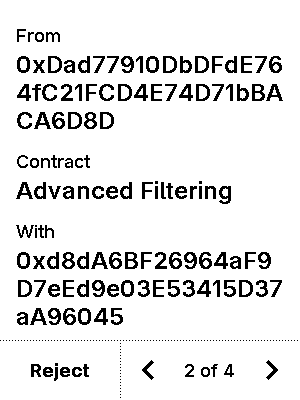 From
0xDad77910DbDFdE76
4fC21FCD4E74D71bBA
CA6D8D
Contract
Advanced Filtering
With
0xd8dA6BF26964aF9
D7eEd9e03E53415D37
aA96045
Reject
2 of 4